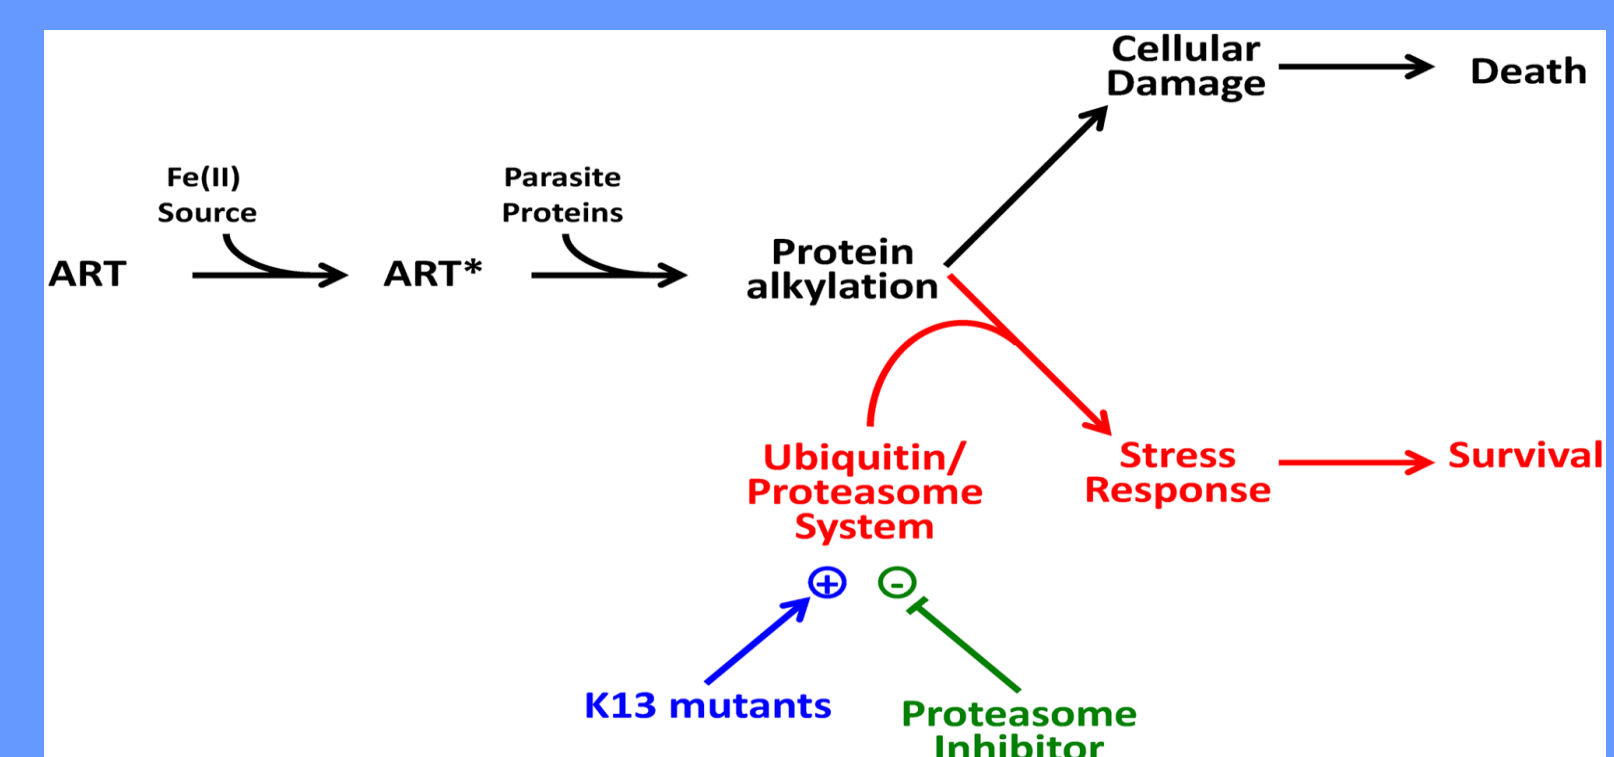 Cellular
Damage
Death
Fe(II)
Source
Parasite
Proteins
ART
ART*
Protein
alkylation
Ubiquitin/
Proteasome
System
Stress
Response
Survival
+
-
K13 mutants
Proteasome
Inhibitor